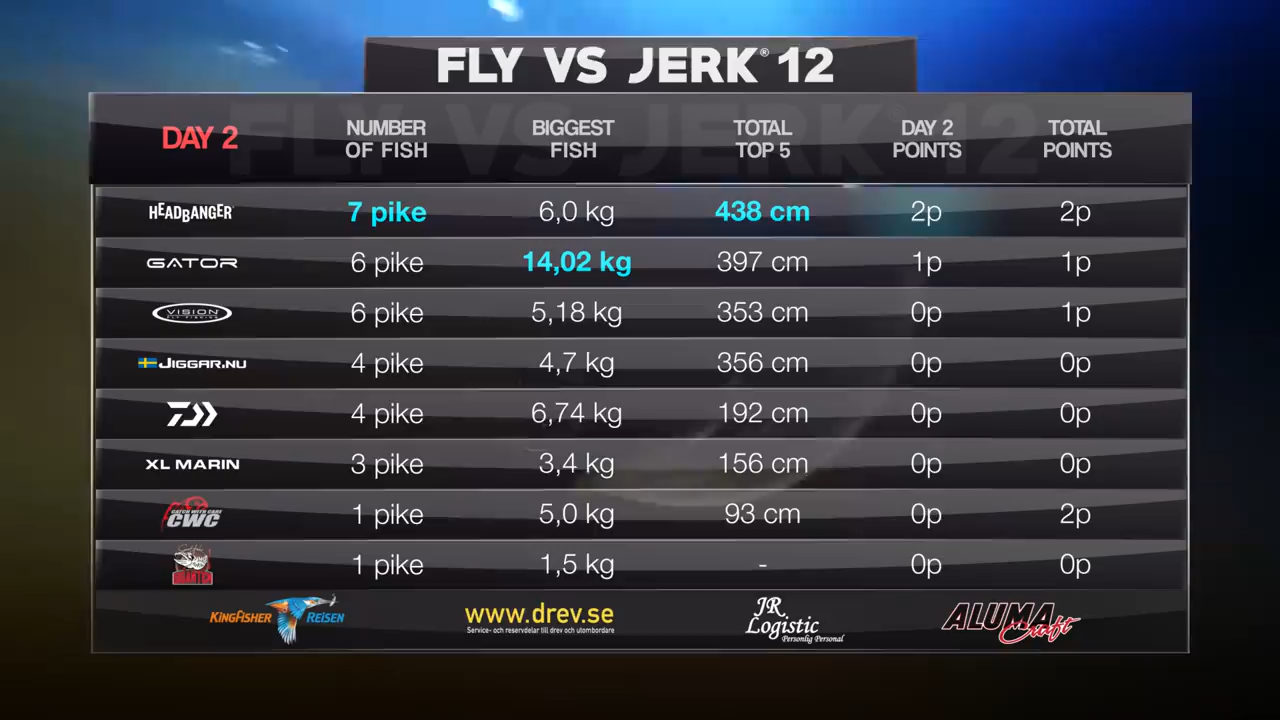 FLY VS JERK® 12
DAY 2
NUMBER OF FISH
BIGGEST FISH
TOTAL TOP 5
DAY 2 POINTS
TOTAL POINTS
HEADBANGER 7 pike 6,0 kg 438 cm 2p 2p
GATOR 6 pike 14,02 kg 397 cm 1p 1p
VISION FLY FISHING 6 pike 5,18 kg 353 cm 0p 1p
JIGGAR.NU 4 pike 4,7 kg 356 cm 0p 0p
4 pike 6,74 kg 192 cm 0p 0p
XL MARIN 3 pike 3,4 kg 156 cm 0p 0p
CATCH WITH CARE CWC 1 pike 5,0 kg 93 cm 0p 2p
1 pike 1,5 kg - 0p 0p
KINGFISHER REISEN
www.drev.se
Service- och reservdelar till drev och utombordare
JR. Logistic
Personlig Personal
ALUMA Craft